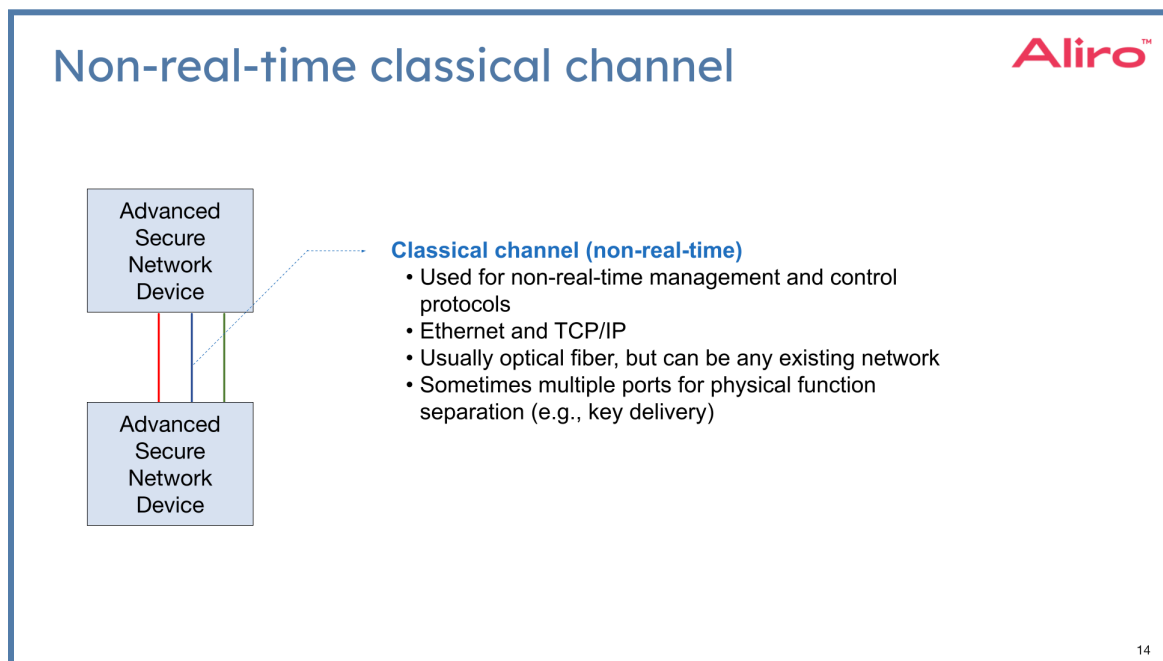 Non-real-time classical channel
Aliro™
Advanced
Secure
Network
Device
Classical channel (non-real-time)
• Used for non-real-time management and control
protocols
• Ethernet and TCP/IP
• Usually optical fiber, but can be any existing network
• Sometimes multiple ports for physical function
separation (e.g., key delivery)
Advanced
Secure
Network
Device
14